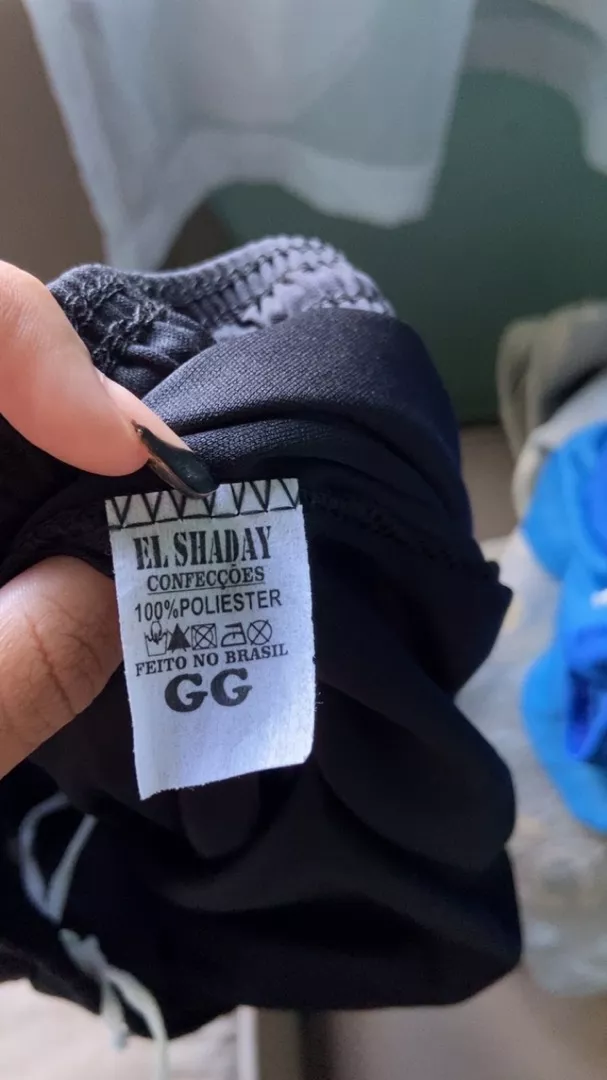 EL SHADAY
CONFECÇÕES
100%POLIESTER
FEITO NO BRASIL
GG